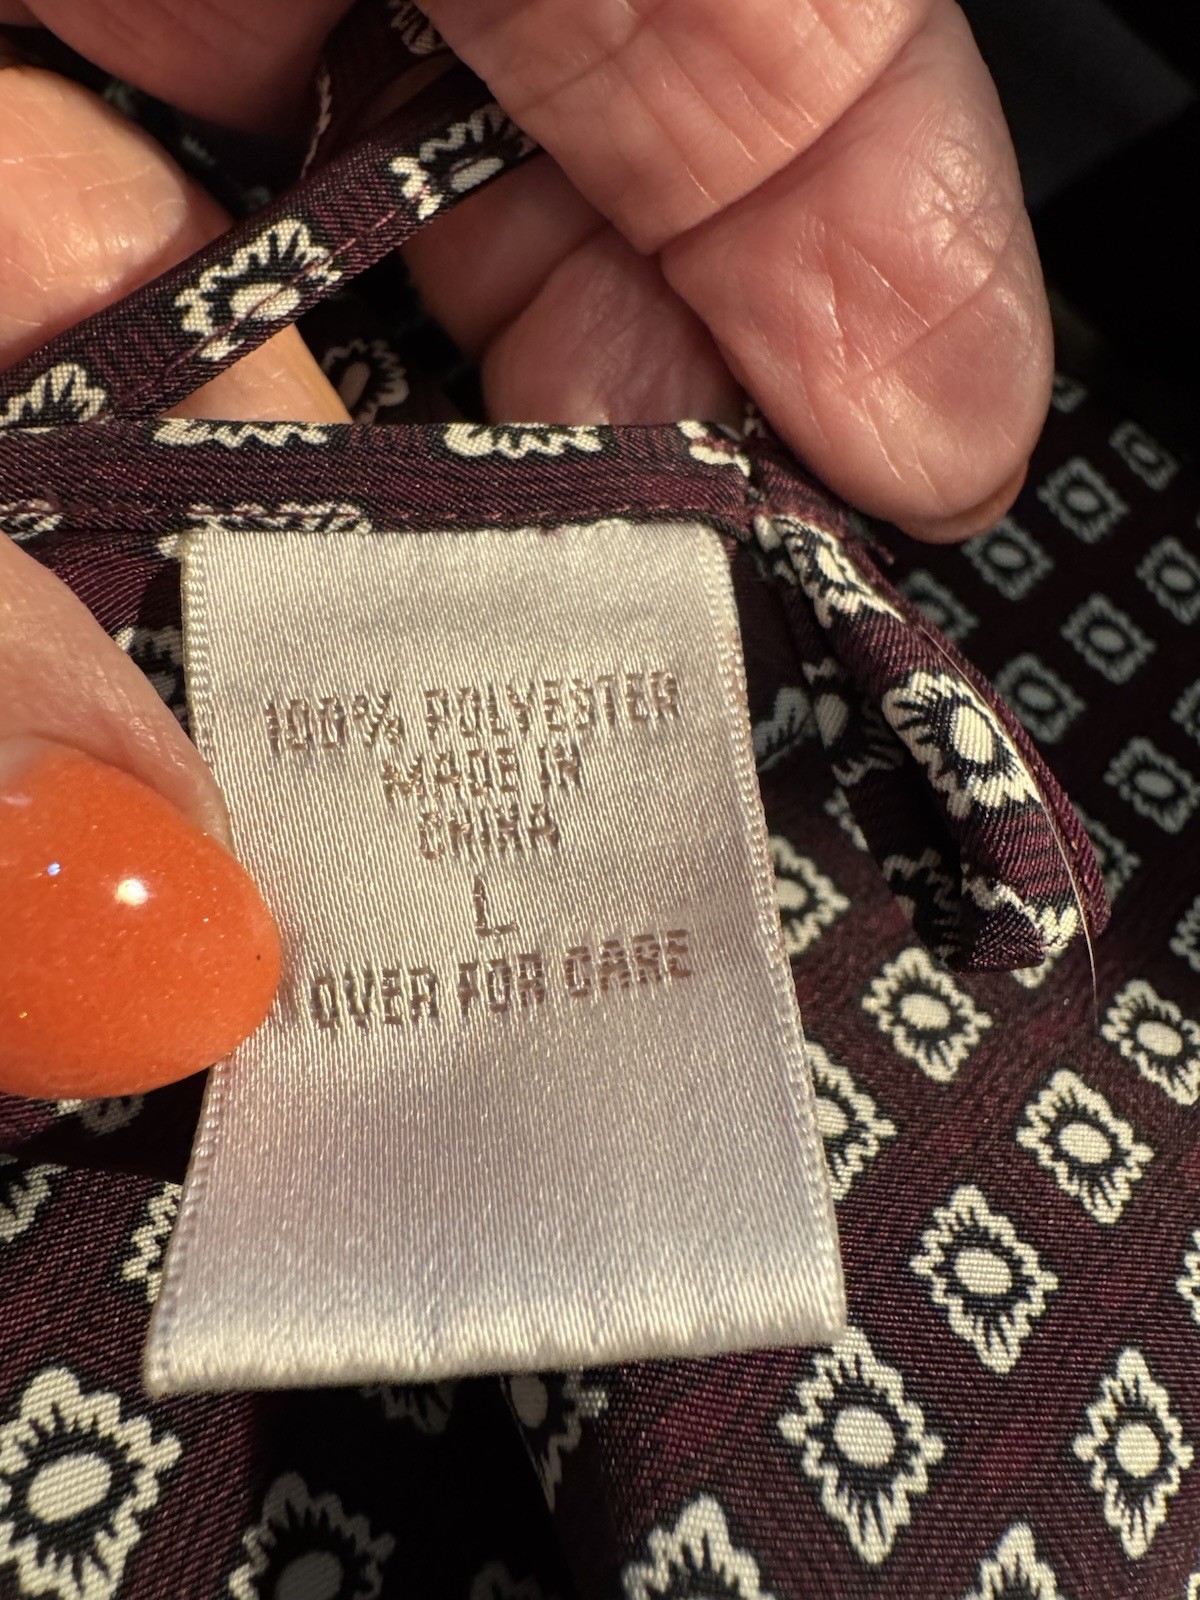 100% POLYESTER
MADE IN
CHINA
L
OVER FOR CARE